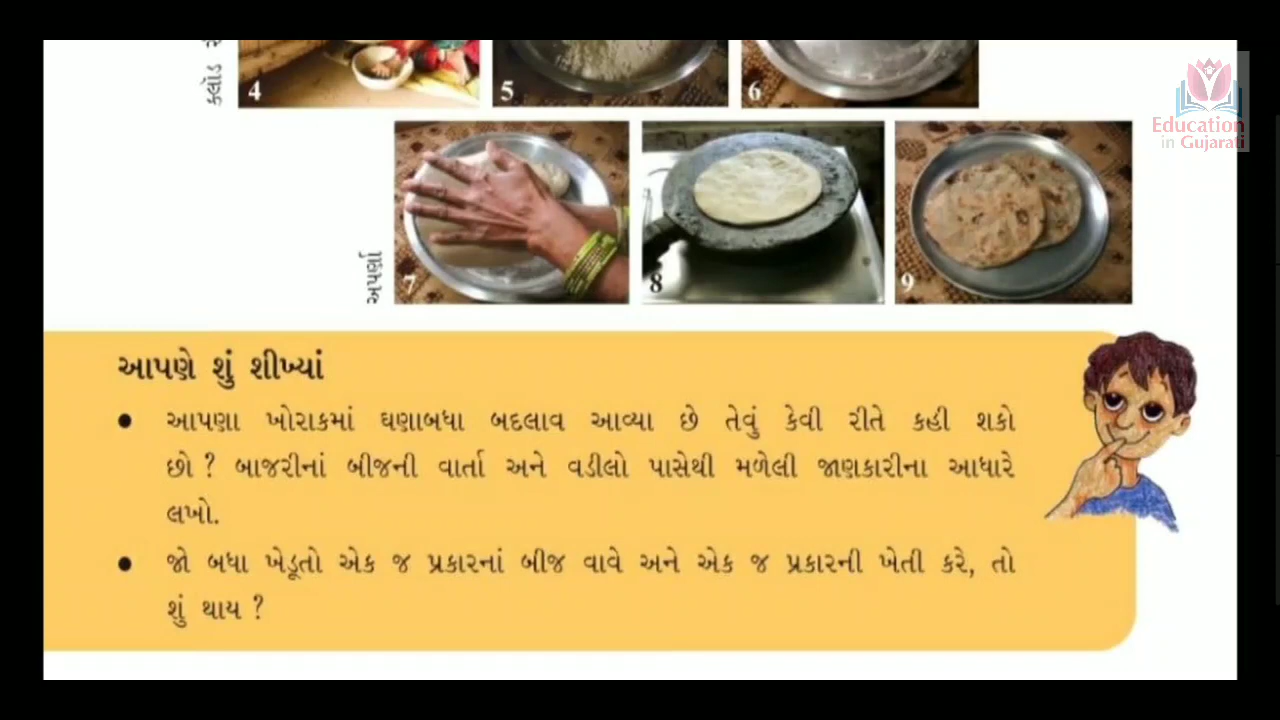 4
5
6
Education
in Gujarati
7
8
9
અપર્ણા
આપણે શું શીખ્યાં
● આપણા ખોરાકમાં ઘણાબધા બદલાવ આવ્યા છે તેવું કેવી રીતે કહી શકો
છો ? બાજરીનાં બીજની વાર્તા અને વડીલો પાસેથી મળેલી જાણકારીના આધારે
લખો.
● જો બધા ખેડૂતો એક જ પ્રકારનાં બીજ વાવે અને એક જ પ્રકારની ખેતી કરે, તો
શું થાય ?